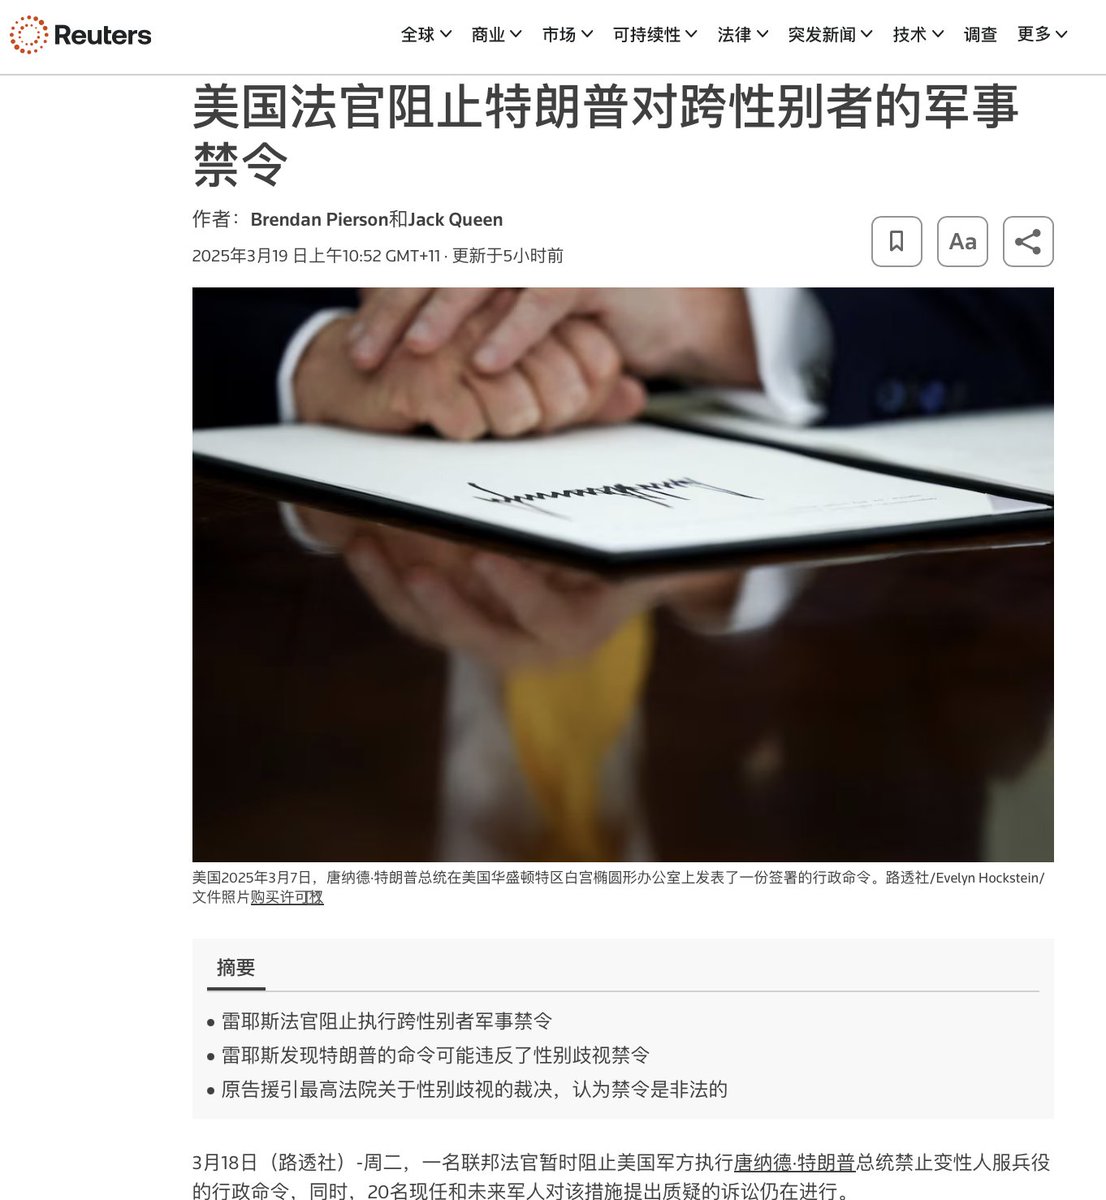 Reuters
全球 商业 市场 可持续性 法律 突发新闻 技术 调查 更多
美国法官阻止特朗普对跨性别者的军事
禁令
作者：Brendan Pierson和Jack Queen
2025年3月19 日上午10:52 GMT+11 · 更新于5小时前
Aa
美国2025年3月7日，唐纳德·特朗普总统在美国华盛顿特区白宫椭圆形办公室上发表了一份签署的行政命令。路透社/Evelyn Hockstein/
文件照片购买许可权
摘要
雷耶斯法官阻止执行跨性别者军事禁令
雷耶斯发现特朗普的命令可能违反了性别歧视禁令
原告援引最高法院关于性别歧视的裁决，认为禁令是非法的
3月18日（路透社）-周二，一名联邦法官暂时阻止美国军方执行唐纳德·特朗普总统禁止变性人服兵役
的行政命令，同时，20名现任和未来军人对该措施提出质疑的诉讼仍在进行。